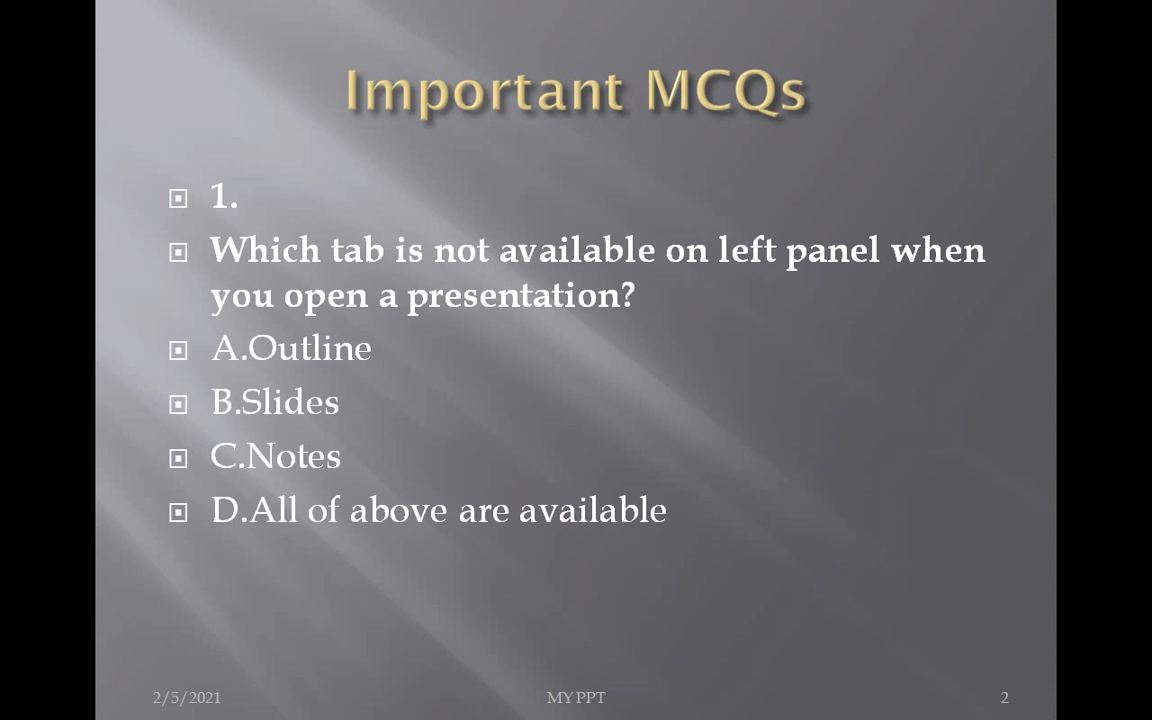 Important MCQs
1.
Which tab is not available on left panel when
you open a presentation?
A.Outline
B.Slides
C.Notes
D.All of above are available
2/5/2021 MY PPT 2